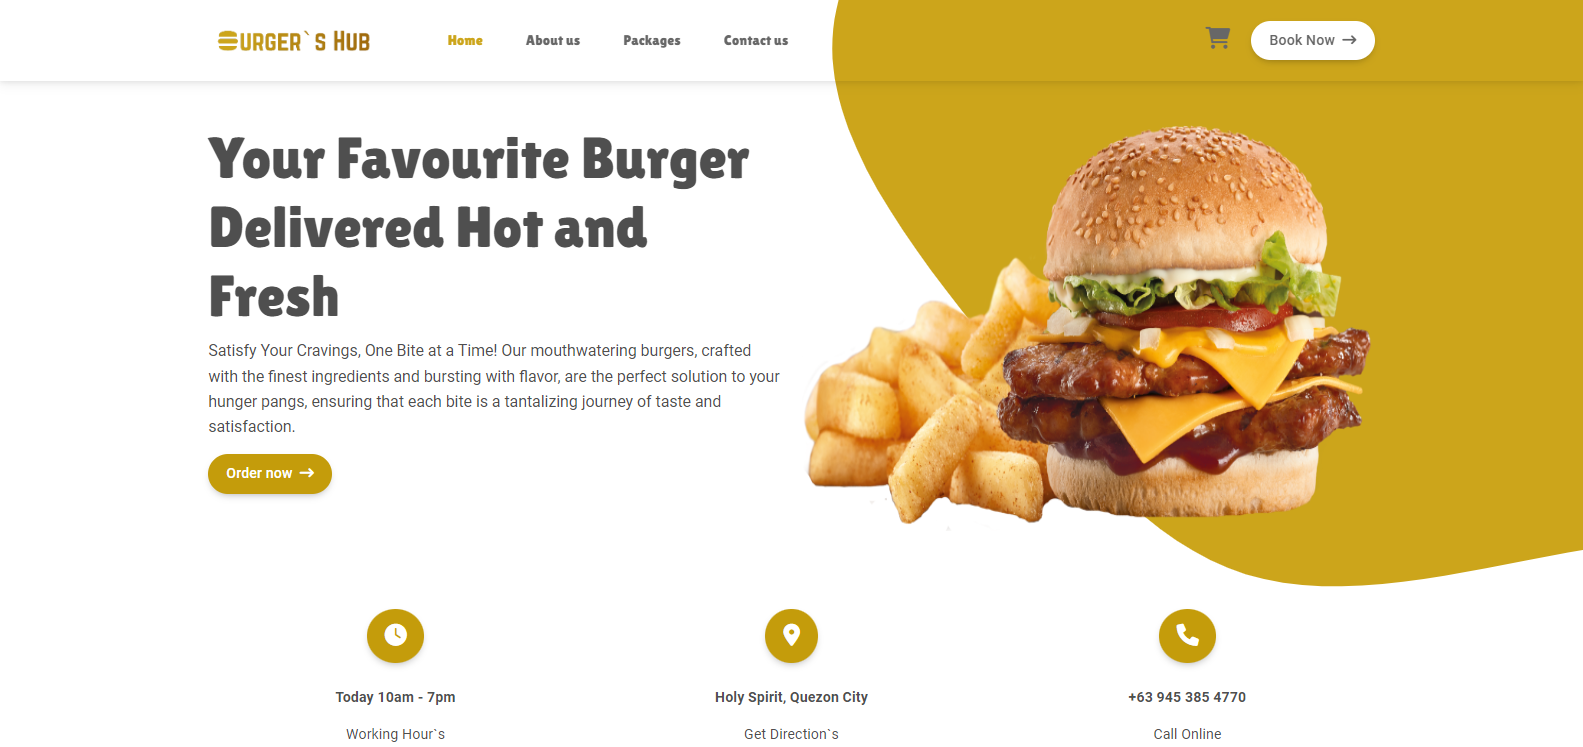 BURGER`S HUB
Home About us Packages Contact us
Book Now
Your Favourite Burger
Delivered Hot and
Fresh
Satisfy Your Cravings, One Bite at a Time! Our mouthwatering burgers, crafted
with the finest ingredients and bursting with flavor, are the perfect solution to your
hunger pangs, ensuring that each bite is a tantalizing journey of taste and
satisfaction.
Order now
Today 10am - 7pm
Working Hour`s
Holy Spirit, Quezon City
Get Direction`s
+63 945 385 4770
Call Online